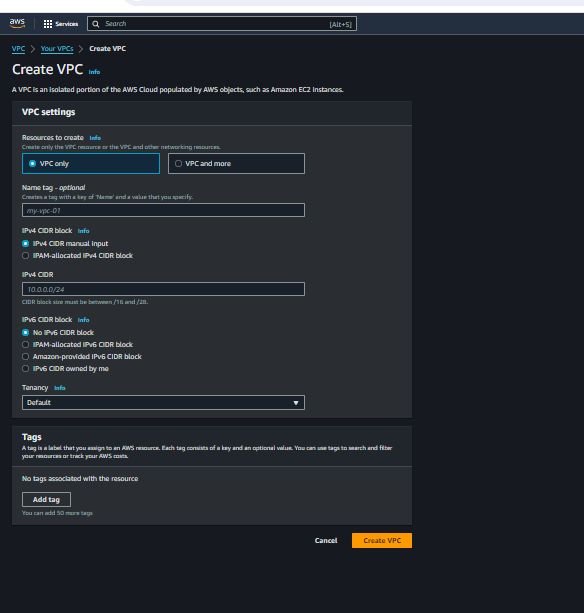 aws
Services
Search
[Alt+S]
VPC > Your VPCs > Create VPC
Create VPC Info
A VPC is an isolated portion of the AWS Cloud populated by AWS objects, such as Amazon EC2 instances.
VPC settings
Resources to create Info
Create only the VPC resource or the VPC and other networking resources.
VPC only
VPC and more
Name tag - optional
Creates a tag with a key of 'Name' and a value that you specify.
my-vpc-01
IPv4 CIDR block Info
IPv4 CIDR manual input
IPAM-allocated IPv4 CIDR block
IPv4 CIDR
10.0.0.0/24
CIDR block size must be between /16 and /28.
IPv6 CIDR block Info
No IPv6 CIDR block
IPAM-allocated IPv6 CIDR block
Amazon-provided IPv6 CIDR block
IPv6 CIDR owned by me
Tenancy Info
Default
Tags
A tag is a label that you assign to an AWS resource. Each tag consists of a key and an optional value. You can use tags to search and filter
your resources or track your AWS costs.
No tags associated with the resource
Add tag
You can add 50 more tags
Cancel
Create VPC